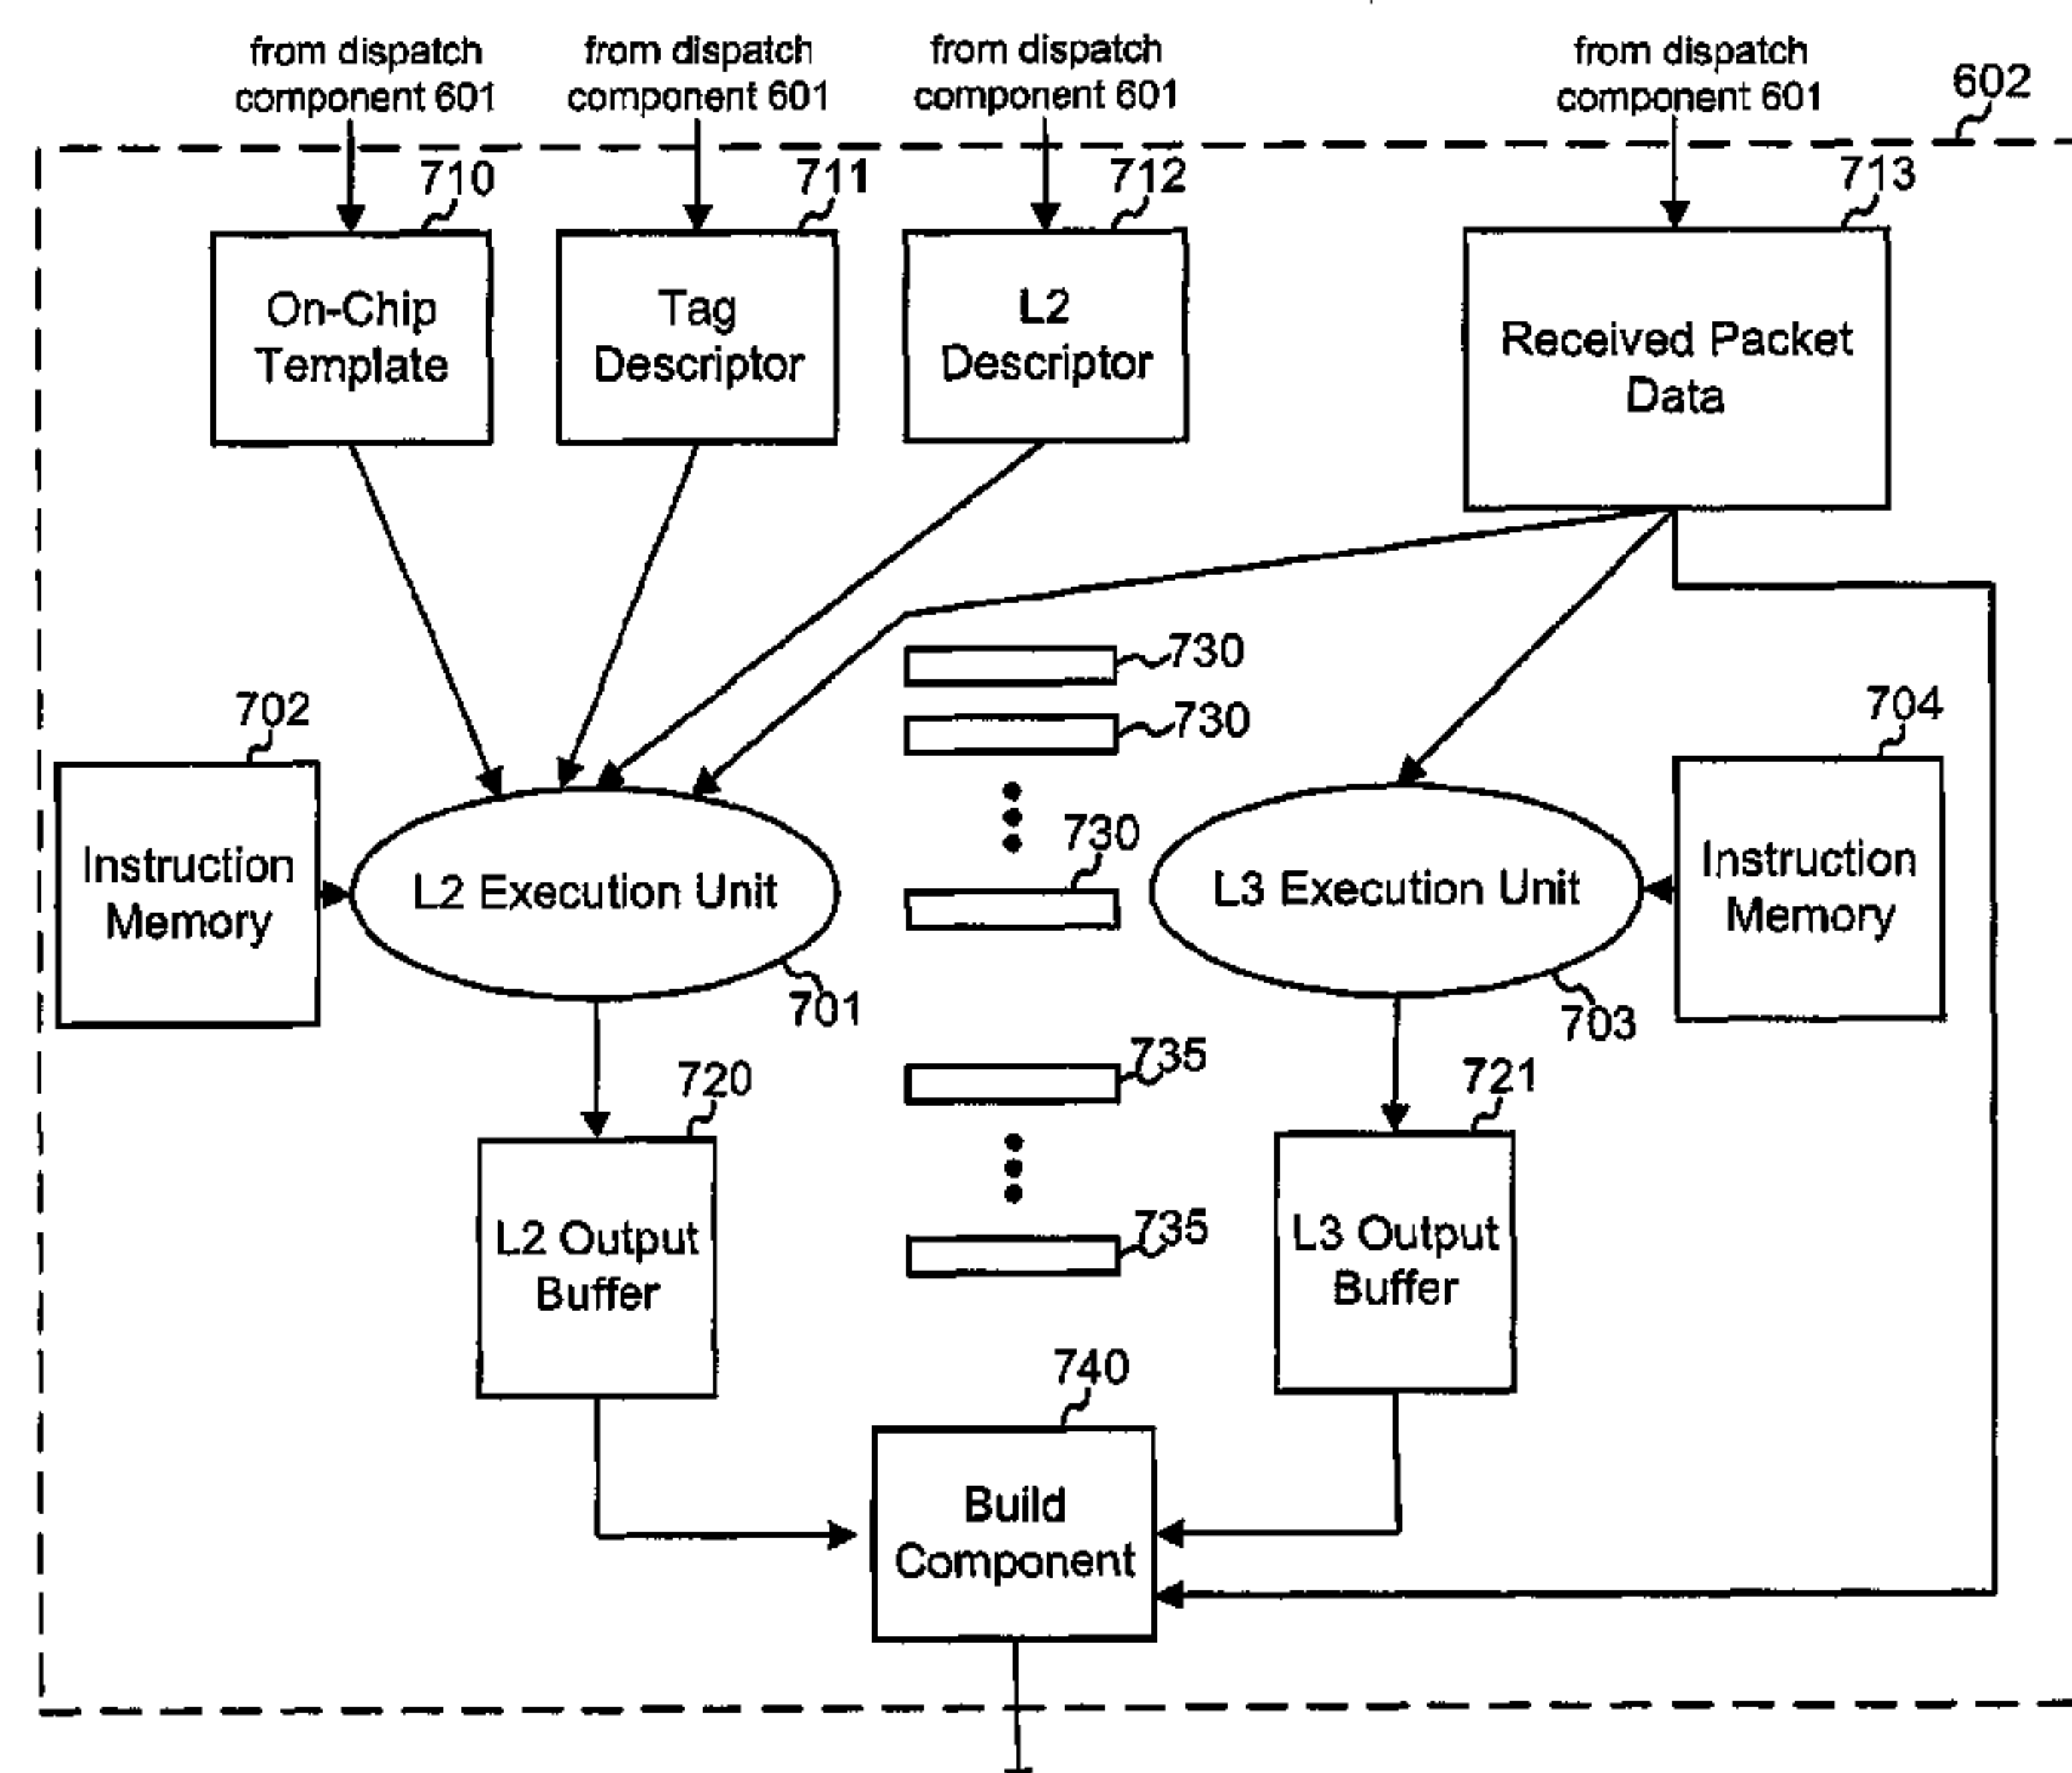 from dispatch
component 601
from dispatch
component 601
from dispatch
component 601
from dispatch
component 601
602
710
711
712
713
On-Chip
Template
Tag
Descriptor
L2
Descriptor
Received Packet
Data
730
730
702
704
730
Instruction
Memory
L2 Execution Unit
L3 Execution Unit
Instruction
Memory
701
703
735
720
721
735
L2 Output
Buffer
L3 Output
Buffer
740
Build
Component